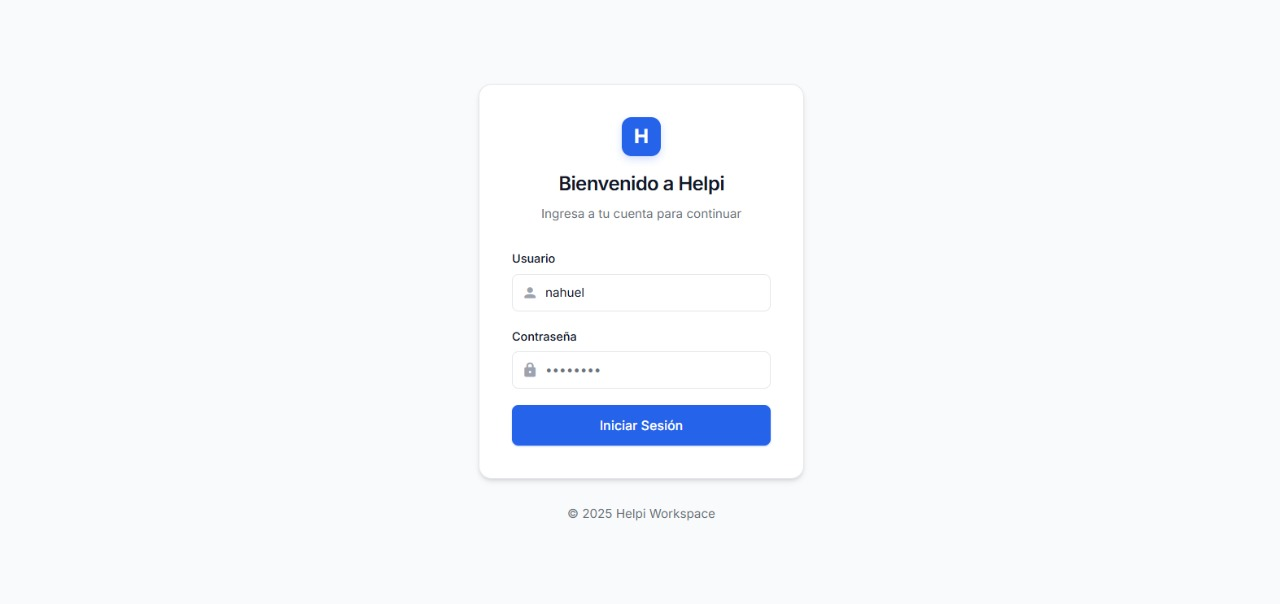 H
Bienvenido a Helpi
Ingresa a tu cuenta para continuar
Usuario
nahuel
Contraseña
••••••••
Iniciar Sesión
© 2025 Helpi Workspace